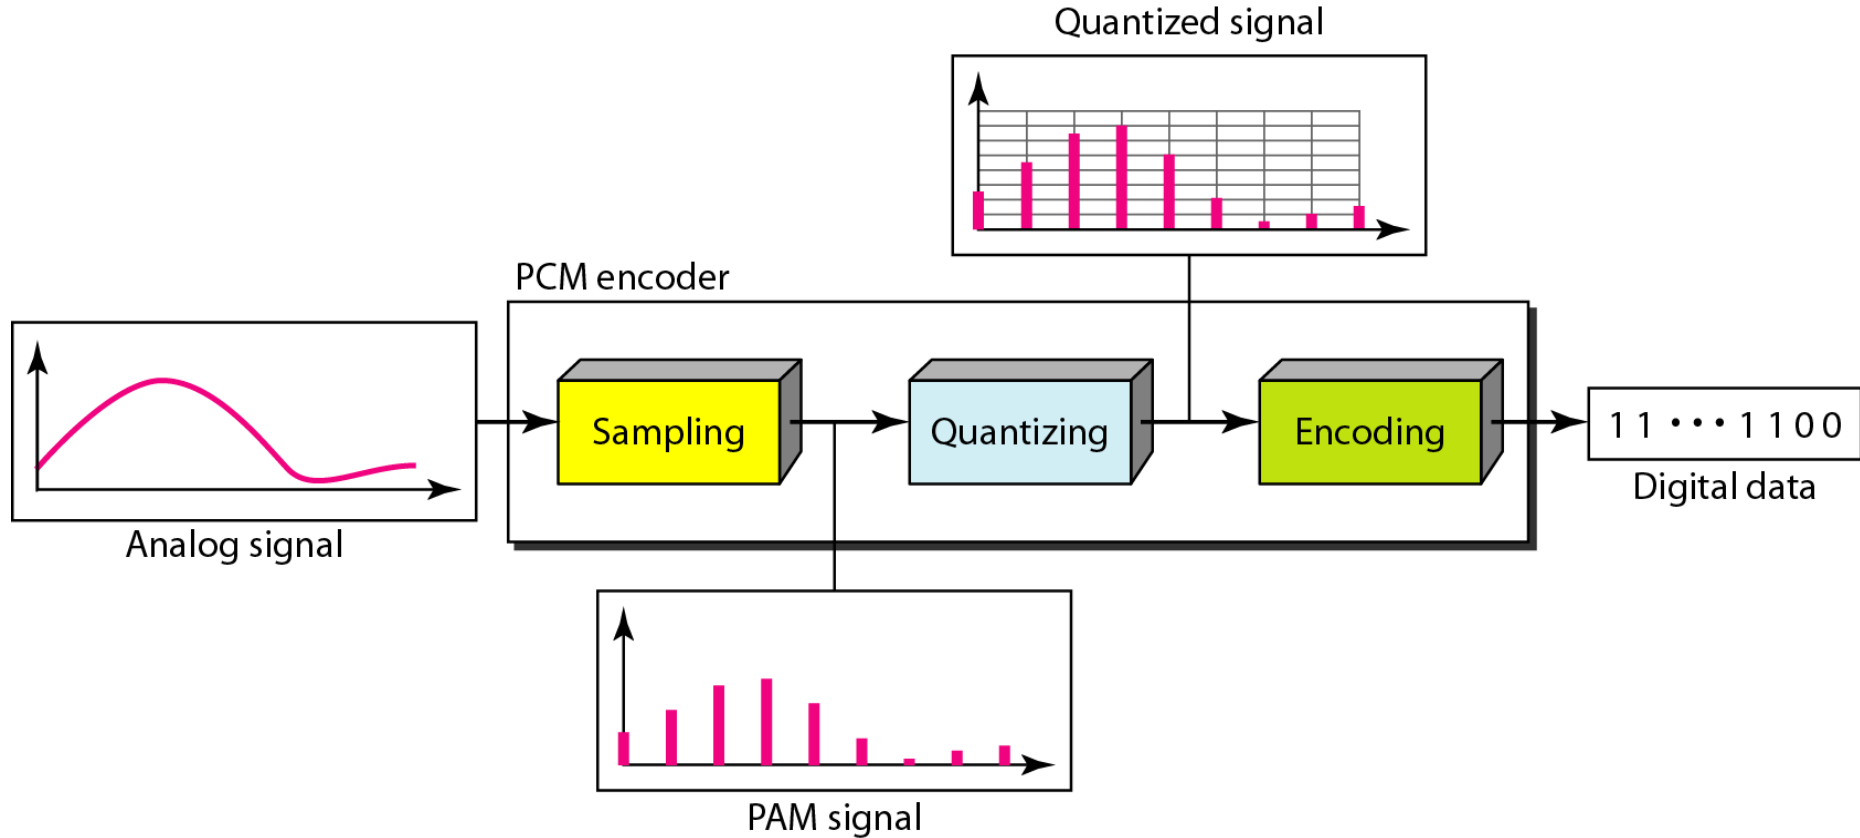 Quantized signal
PCM encoder
Sampling
Quantizing
Encoding
1 1 • • • 1 1 0 0
Digital data
Analog signal
PAM signal